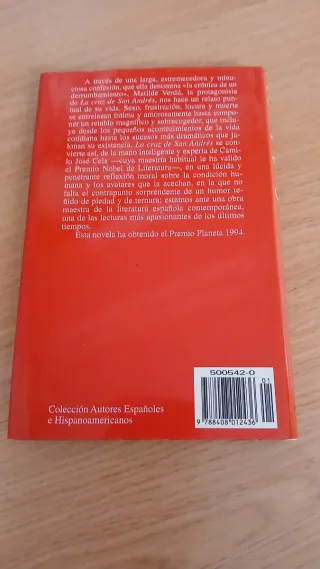 A través de una larga, estremecedora y minu-
ciosa confesión, que ella denomina «la crónica de un
derrumbamiento», Matilde Verdú, la protagonista
de La cruz de San Andrés, nos hace un relato pun-
tual de su vida. Sexo, frustración, locura y muerte
se entrelazan íntima y amorosamente hasta compo-
ner un retablo magnífico y sobrecogedor, que inclu-
ye desde los pequeños acontecimientos de la vida
cotidiana hasta los sucesos más dramáticos que ja-
lonan su existencia. La cruz de San Andrés se con-
vierte así, de la mano inteligente y experta de Cami-
lo José Cela —cuya maestría habitual le ha valido
el Premio Nobel de Literatura—, en una lúcida y
penetrante reflexión moral sobre la condición huma-
na y los avatares que la acechan, en la que no
falta el contrapunto sorprendente de un humor te-
ñido de piedad y de ternura; estamos ante una obra
maestra de la literatura española contemporánea,
una de las lecturas más apasionantes de los últimos
tiempos.
Esta novela ha obtenido el Premio Planeta 1994.
500542-0
01
9 788408 012436
Colección Autores Españoles
e Hispanoamericanos